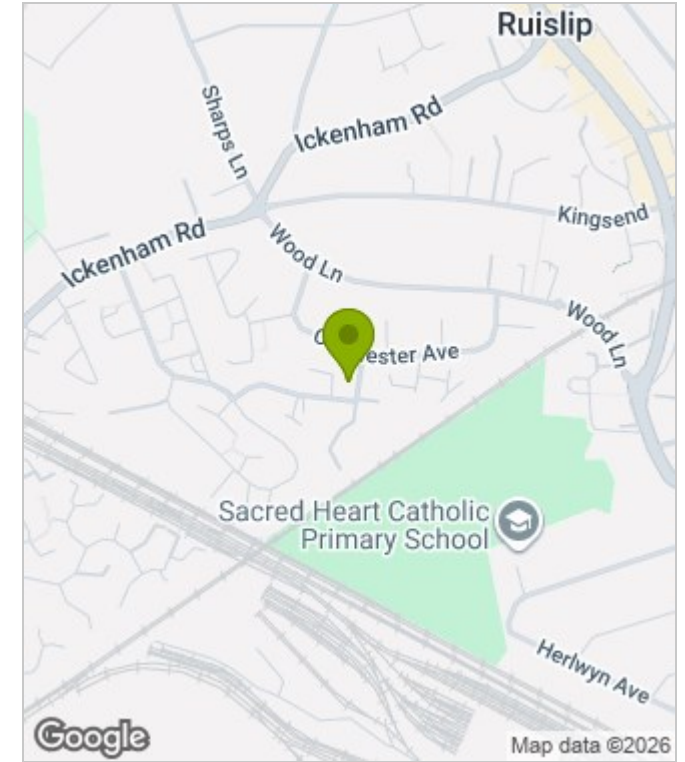 Ruislip
Sharps Ln
Ickenham Rd
Kingsend
Ickenham Rd
Wood Ln
Wood Ln
ester Ave
Sacred Heart Catholic
Primary School
Herlwyn Ave
Google
Map data ©2026